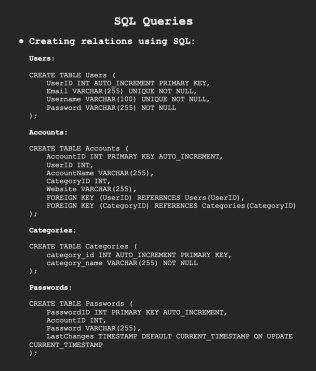 SQL Queries
● Creating relations using SQL:
Users:
CREATE TABLE Users (
UserID INT AUTO_INCREMENT PRIMARY KEY,
Email VARCHAR(255) UNIQUE NOT NULL,
Username VARCHAR(100) UNIQUE NOT NULL,
Password VARCHAR(255) NOT NULL
);
Accounts:
CREATE TABLE Accounts (
AccountID INT PRIMARY KEY AUTO_INCREMENT,
UserID INT,
AccountName VARCHAR(255),
CategoryID INT,
Website VARCHAR(255),
FOREIGN KEY (UserID) REFERENCES Users(UserID),
FOREIGN KEY (CategoryID) REFERENCES Categories(CategoryID)
);
Categories:
CREATE TABLE Categories (
category_id INT AUTO_INCREMENT PRIMARY KEY,
category_name VARCHAR(255) NOT NULL
);
Passwords:
CREATE TABLE Passwords (
PasswordID INT PRIMARY KEY AUTO_INCREMENT,
AccountID INT,
Password VARCHAR(255),
LastChanges TIMESTAMP DEFAULT CURRENT_TIMESTAMP ON UPDATE
CURRENT_TIMESTAMP
);